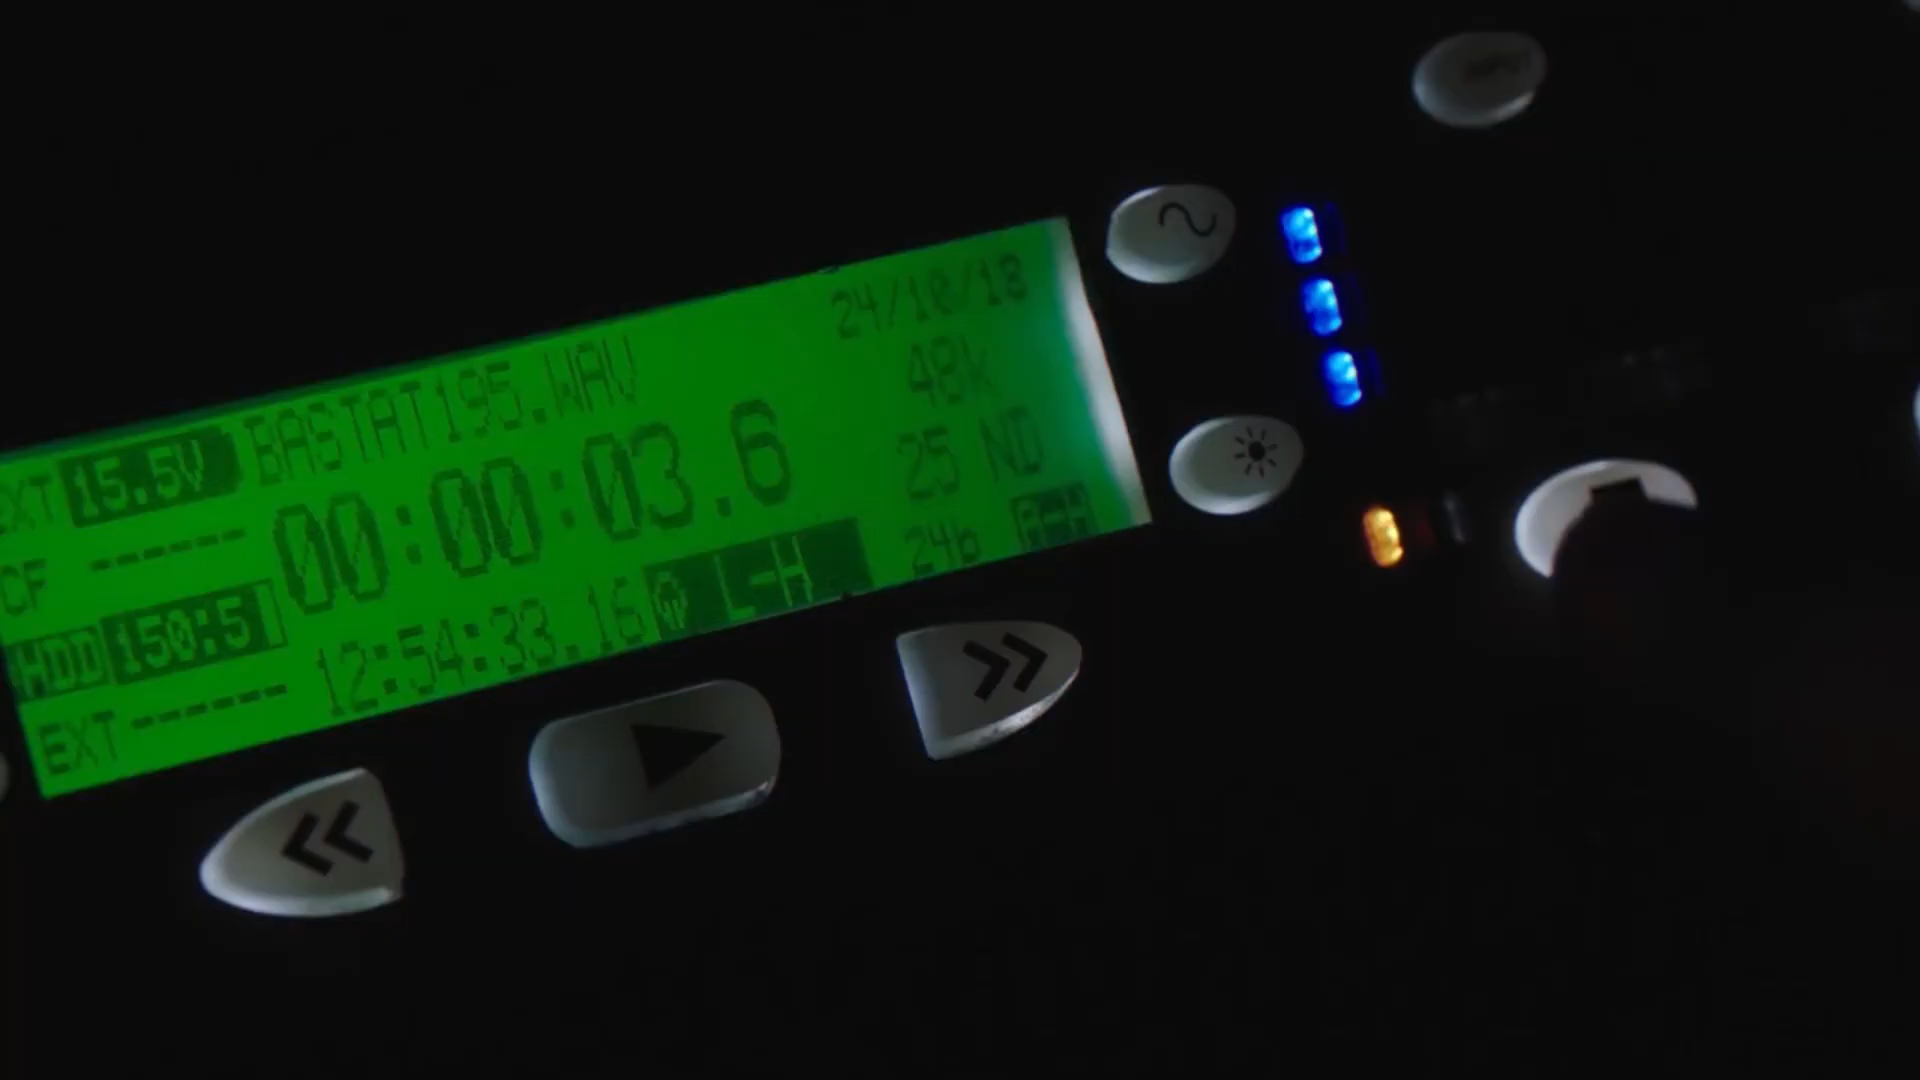 24/10/18
EXT 15.5V BASTAT195.WAV 48k
CF ------ 00:00:03.6 25 ND
HDD 150:51 12:54:33.16 L-H 24b A-H
EXT ------